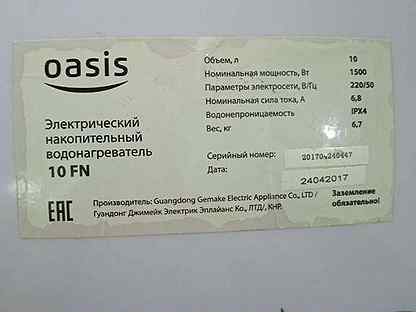 oasis
Электрический
накопительный
водонагреватель
10 FN
Объем, л 10
Номинальная мощность, Вт 1500
Параметры электросети, В/Гц 220/50
Номинальная сила тока, А 6,8
Водонепроницаемость IPX4
Вес, кг 6,7
Серийный номер:
Дата: 24042017
EAC
Производитель: Guangdong Gemake Electric Appliance Co., LTD /
Гуандонг Джимейк Электрик Эплайанс Ко., ЛТД/, КНР.
Заземление
обязательно!